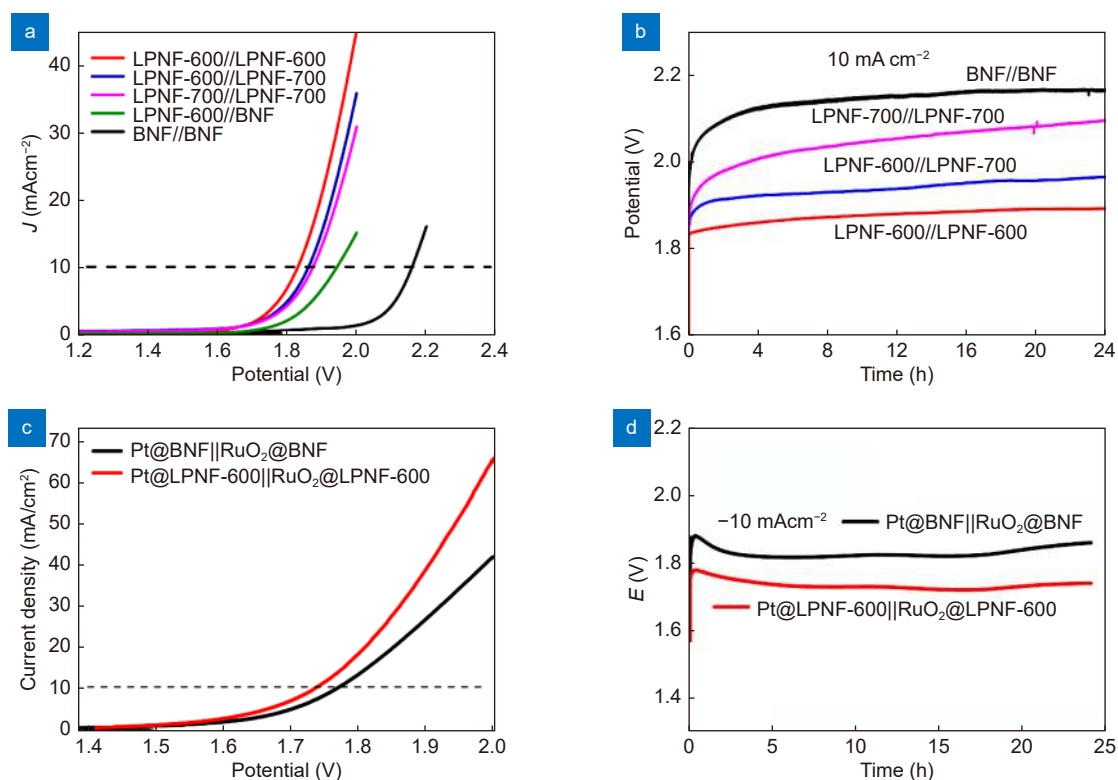 a
J (mAcm⁻²)
40
30
20
10
0
LPNF-600//LPNF-600
LPNF-600//LPNF-700
LPNF-700//LPNF-700
LPNF-600//BNF
BNF//BNF
1.2 1.4 1.6 1.8 2.0 2.2 2.4
Potential (V)
b
Potential (V)
2.2
2.0
1.8
1.6
10 mA cm⁻²
BNF//BNF
LPNF-700//LPNF-700
LPNF-600//LPNF-700
LPNF-600//LPNF-600
0 4 8 12 16 20 24
Time (h)
c
Current density (mA/cm²)
70
60
50
40
30
20
10
0
Pt@BNF||RuO₂@BNF
Pt@LPNF-600||RuO₂@LPNF-600
1.4 1.5 1.6 1.7 1.8 1.9 2.0
Potential (V)
d
E (V)
2.2
2.0
1.8
1.6
1.4
−10 mAcm⁻²
Pt@BNF||RuO₂@BNF
Pt@LPNF-600||RuO₂@LPNF-600
0 5 10 15 20 25
Time (h)